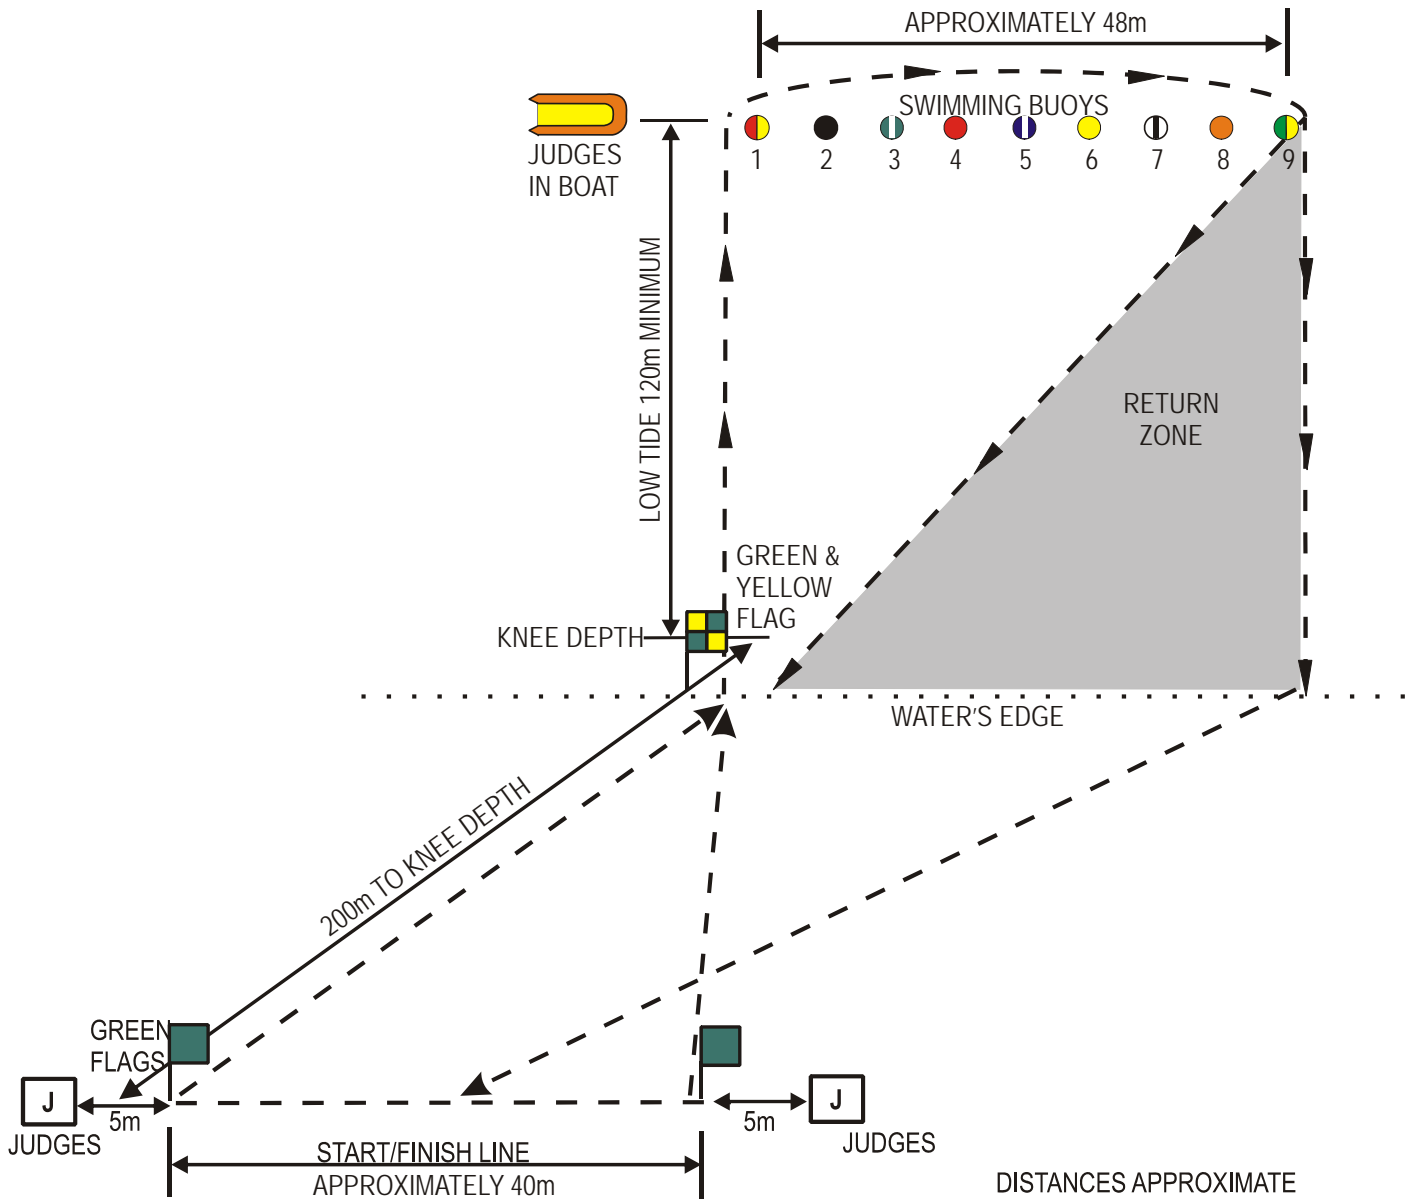 APPROXIMATELY 48m
SWIMMING BUOYS
1 2 3 4 5 6 7 8 9
JUDGES
IN BOAT
LOW TIDE 120m MINIMUM
RETURN
ZONE
GREEN &
YELLOW
FLAG
KNEE DEPTH
WATER'S EDGE
200m TO KNEE DEPTH
GREEN
FLAGS
J
5m
JUDGES
J
5m
JUDGES
START/FINISH LINE
APPROXIMATELY 40m
DISTANCES APPROXIMATE